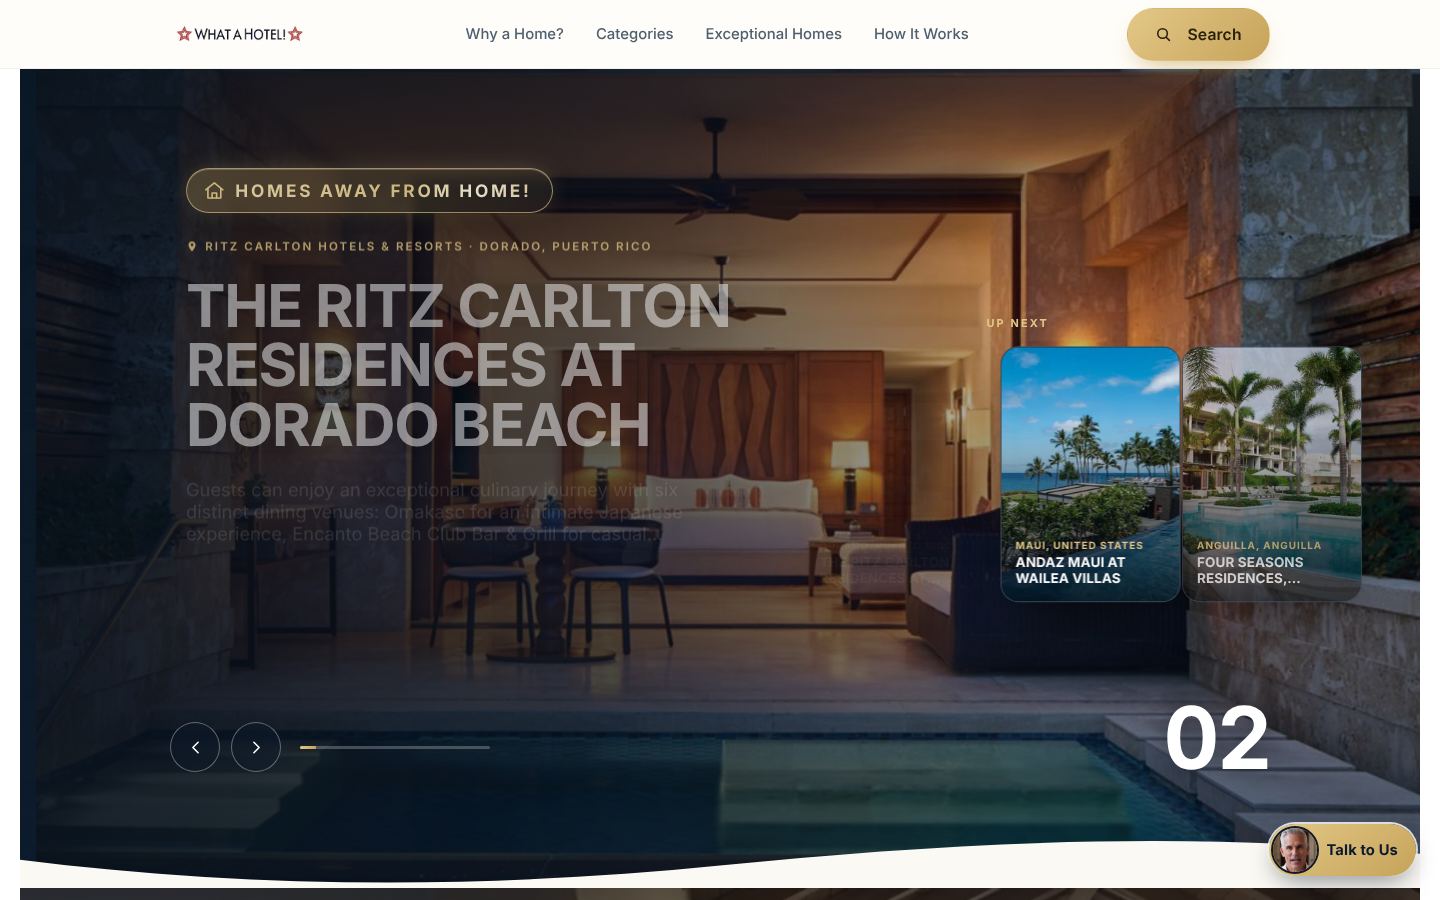 WHAT A HOTEL!
Why a Home?
Categories
Exceptional Homes
How It Works
Search
HOMES AWAY FROM HOME!
RITZ CARLTON HOTELS & RESORTS · DORADO, PUERTO RICO
THE RITZ CARLTON
RESIDENCES AT
DORADO BEACH
Guests can enjoy an exceptional culinary journey with six
distinct dining venues: Omakase for an intimate Japanese
experience, Encanto Beach Club Bar & Grill for casual...
UP NEXT
MAUI, UNITED STATES
ANDAZ MAUI AT
WAILEA VILLAS
ANGUILLA, ANGUILLA
FOUR SEASONS
RESIDENCES,...
02
Talk to Us